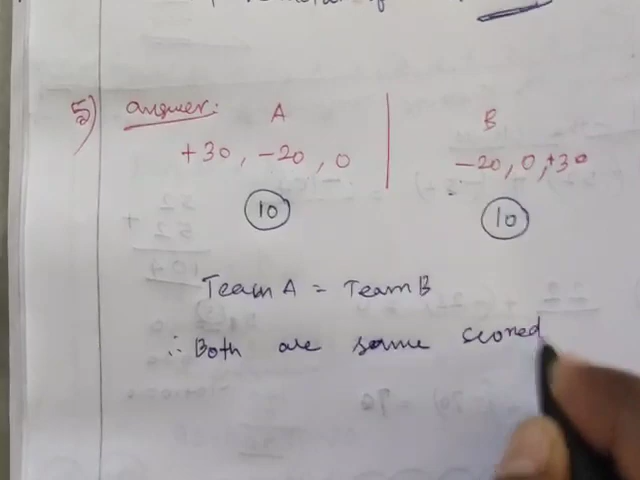 5) Answer: A B
+30, -20, 0 -20, 0, +30
10 10
Team A = Team B
∴ Both are same scored